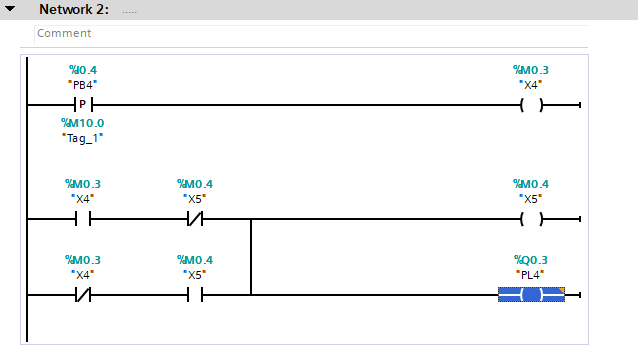 Network 2: .....
Comment
%I0.4 %M0.3
"PB4" "X4"
P
%M10.0
"Tag_1"
%M0.3 %M0.4 %M0.4
"X4" "X5" "X5"
%M0.3 %M0.4 %Q0.3
"X4" "X5" "PL4"